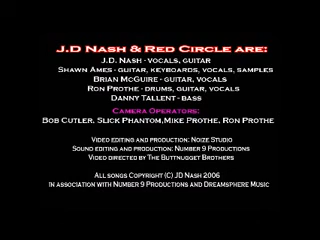 J.D Nash & Red Circle are:
J.D. Nash - vocals, guitar
Shawn Ames - guitar, keyboards, vocals, samples
Brian McGuire - guitar, vocals
Ron Prothe - drums, guitar, vocals
Danny Tallent - bass
Camera Operators:
Bob Cutler, Slick Phantom,Mike Prothe, Ron Prothe
Video editing and production: Noize Studio
Sound editing and production: Number 9 Productions
Video directed by The Buttnugget Brothers
All songs Copyright (C) JD Nash 2006
in association with Number 9 Productions and Dreamsphere Music